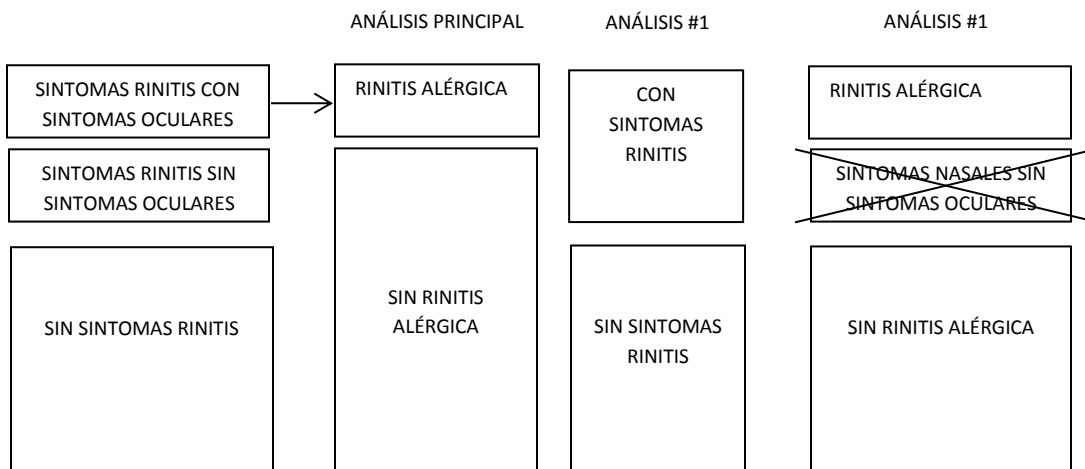 ANÁLISIS PRINCIPAL
ANÁLISIS #1
ANÁLISIS #1
SINTOMAS RINITIS CON
SINTOMAS OCULARES
RINITIS ALÉRGICA
CON
SINTOMAS
RINITIS
RINITIS ALÉRGICA
SINTOMAS RINITIS SIN
SINTOMAS OCULARES
SINTOMAS NASALES SIN
SINTOMAS OCULARES
SIN SINTOMAS RINITIS
SIN RINITIS
ALÉRGICA
SIN SINTOMAS
RINITIS
SIN RINITIS ALÉRGICA